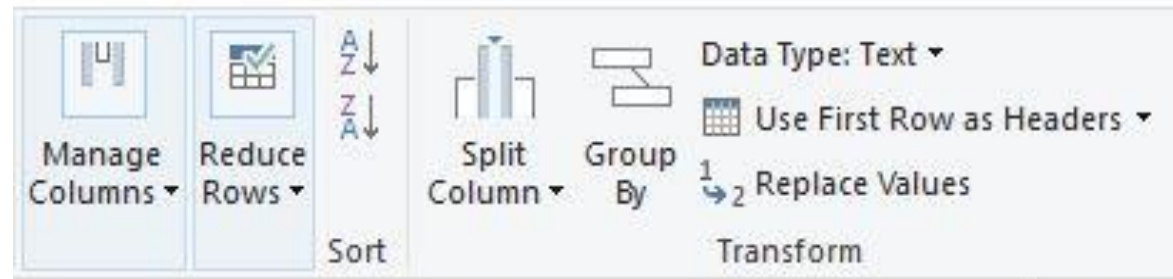 Manage
Columns
Reduce
Rows
A
Z
Z
A
Sort
Split
Column
Group
By
Data Type: Text
Use First Row as Headers
1
2 Replace Values
Transform